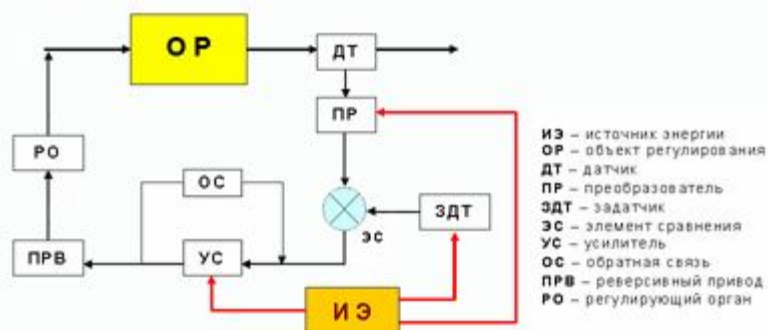 О Р
ДТ
ПР
РО
ОС
ЗДТ
ЭС
ПРВ
УС
И Э
ИЭ – источник энергии
ОР – объект регулирования
ДТ – датчик
ПР – преобразователь
ЗДТ – задатчик
ЭС – элемент сравнения
УС – усилитель
ОС – обратная связь
ПРВ – реверсивный привод
РО – регулирующий орган